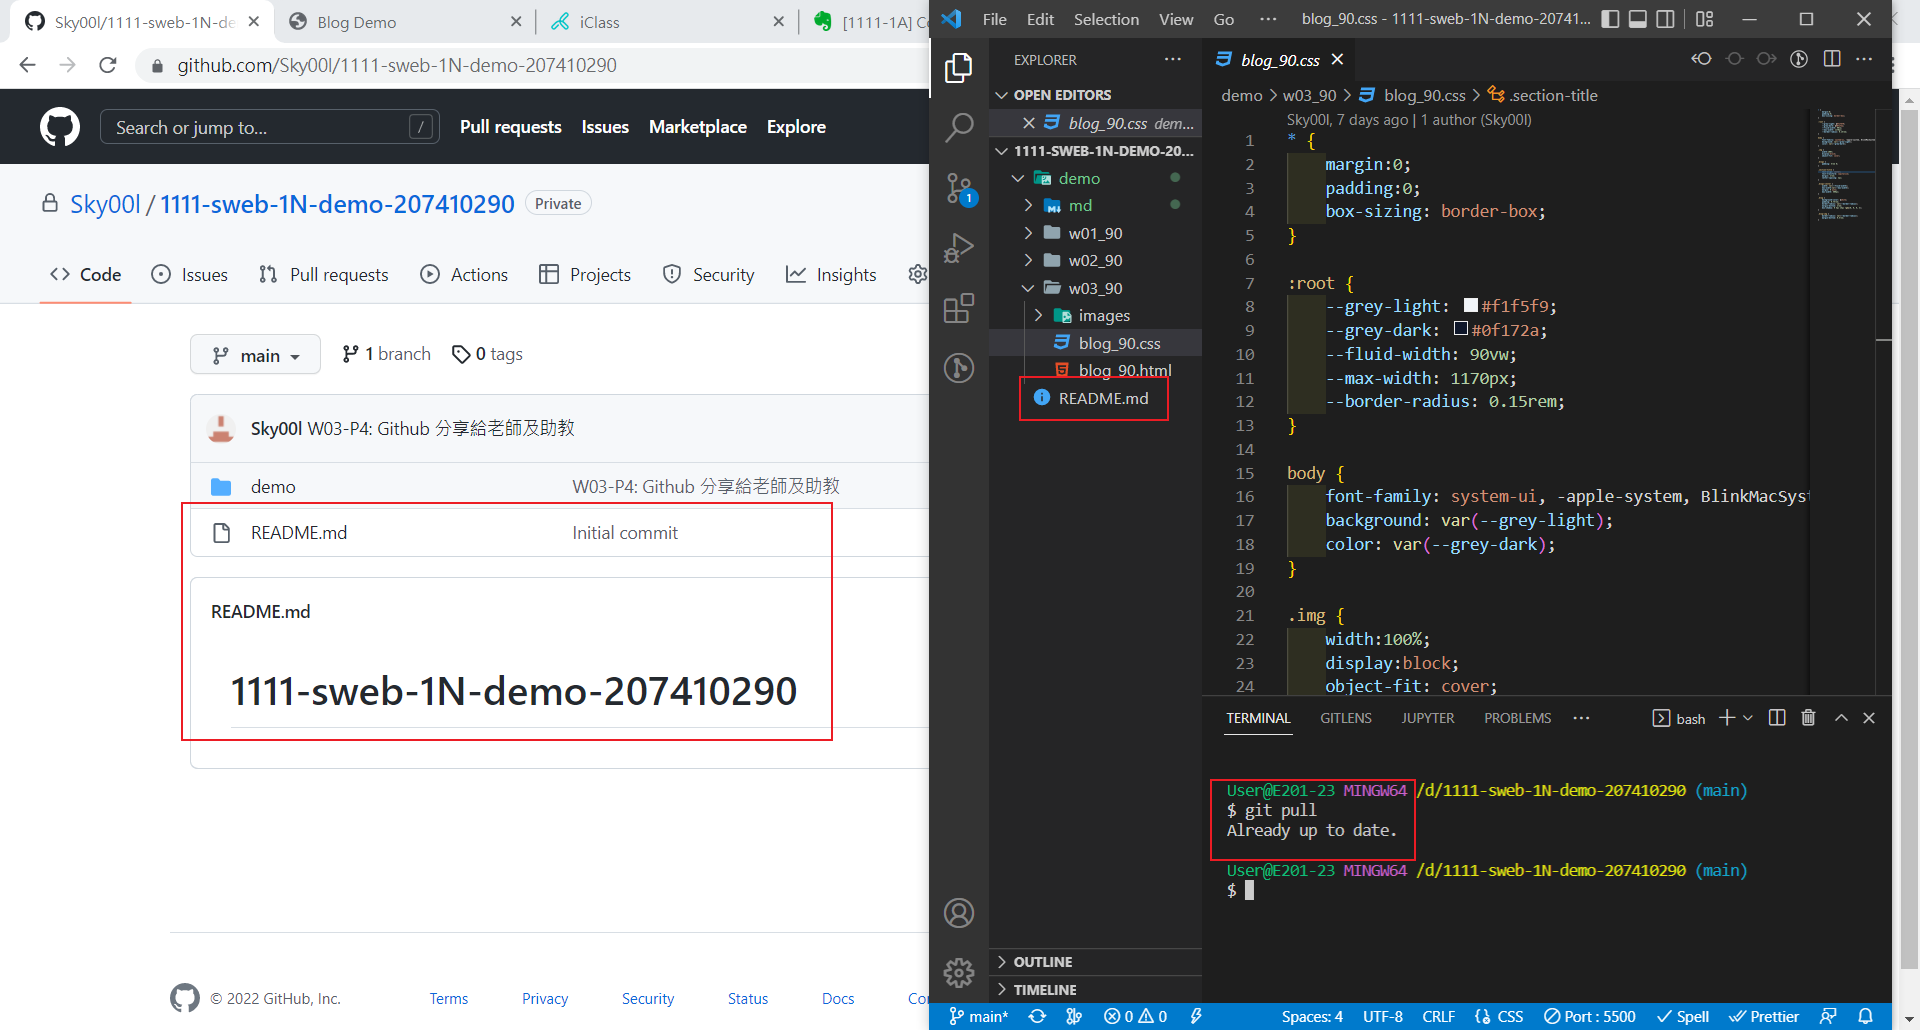 Sky00l/1111-sweb-1N-de
Blog Demo
iClass
[1111-1A] Co
github.com/Sky00l/1111-sweb-1N-demo-207410290
Search or jump to...
/
Pull requests
Issues
Marketplace
Explore
Sky00l / 1111-sweb-1N-demo-207410290
Private
Code
Issues
Pull requests
Actions
Projects
Security
Insights
main
1 branch
0 tags
Sky00l W03-P4: Github 分享給老師及助教
demo
W03-P4: Github 分享給老師及助教
README.md
Initial commit
README.md
1111-sweb-1N-demo-207410290
© 2022 GitHub, Inc.
Terms
Privacy
Security
Status
Docs
Co
File
Edit
Selection
View
Go
···
blog_90.css - 1111-sweb-1N-demo-20741...
EXPLORER
···
OPEN EDITORS
blog_90.css dem...
1111-SWEB-1N-DEMO-20...
demo
md
w01_90
w02_90
w03_90
images
blog_90.css
blog_90.html
README.md
OUTLINE
TIMELINE
1
blog_90.css
demo > w03_90 > blog_90.css > .section-title
Sky00l, 7 days ago | 1 author (Sky00l)
1 * {
2 margin:0;
3 padding:0;
4 box-sizing: border-box;
5 }
6
7 :root {
8 --grey-light: #f1f5f9;
9 --grey-dark: #0f172a;
10 --fluid-width: 90vw;
11 --max-width: 1170px;
12 --border-radius: 0.15rem;
13 }
14
15 body {
16 font-family: system-ui, -apple-system, BlinkMacSyst
17 background: var(--grey-light);
18 color: var(--grey-dark);
19 }
20
21 .img {
22 width:100%;
23 display:block;
24 object-fit: cover;
TERMINAL
GITLENS
JUPYTER
PROBLEMS
···
bash
User@E201-23 MINGW64 /d/1111-sweb-1N-demo-207410290 (main)
$ git pull
Already up to date.
User@E201-23 MINGW64 /d/1111-sweb-1N-demo-207410290 (main)
$
main*
0
0
Spaces: 4
UTF-8
CRLF
CSS
Port : 5500
Spell
Prettier